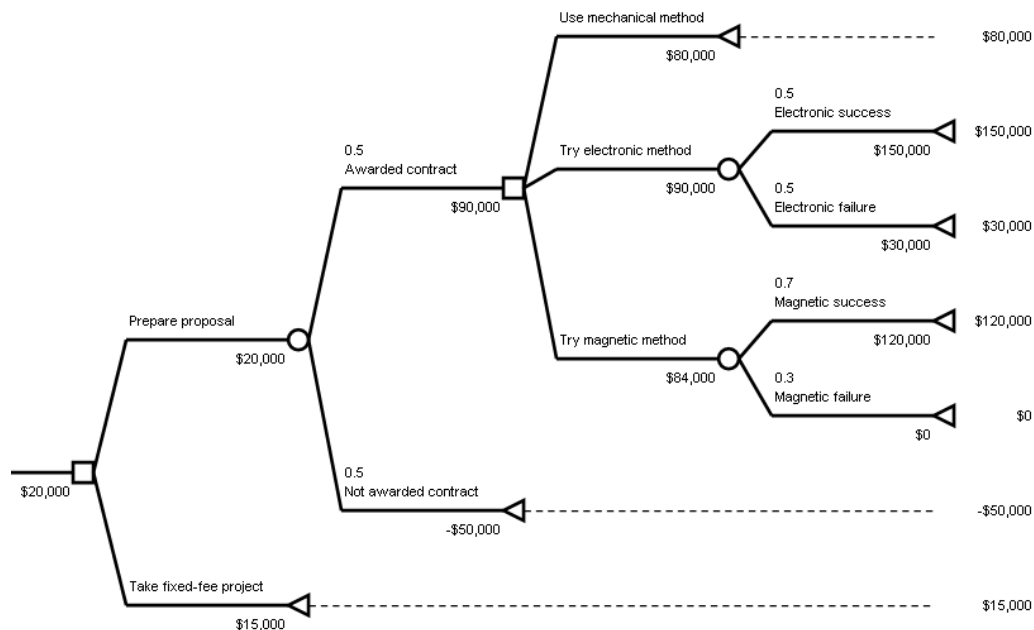 Use mechanical method
$80,000
$80,000
0.5
Electronic success
$150,000
$150,000
0.5
Awarded contract
$90,000
Try electronic method
$90,000
0.5
Electronic failure
$30,000
$30,000
0.7
Magnetic success
$120,000
$120,000
Prepare proposal
$20,000
Try magnetic method
$84,000
0.3
Magnetic failure
$0
$0
$20,000
0.5
Not awarded contract
-$50,000
-$50,000
Take fixed-fee project
$15,000
$15,000